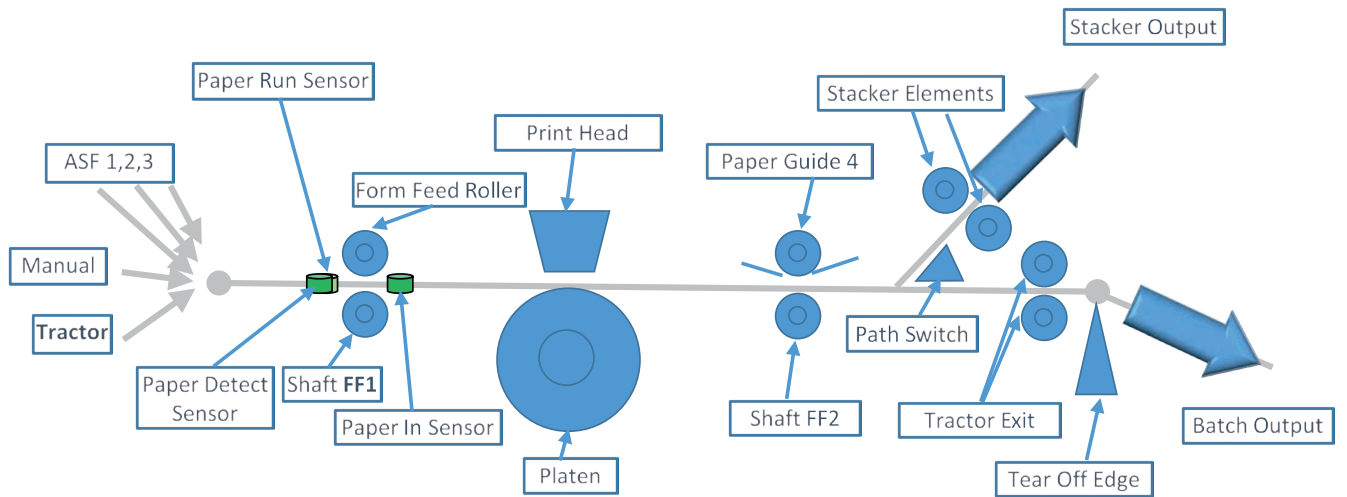 Stacker Output
Paper Run Sensor
Stacker Elements
Print Head
Paper Guide 4
ASF 1,2,3
Form Feed Roller
Manual
Tractor
Path Switch
Paper Detect
Sensor
Shaft FF1
Paper In Sensor
Shaft FF2
Tractor Exit
Batch Output
Platen
Tear Off Edge